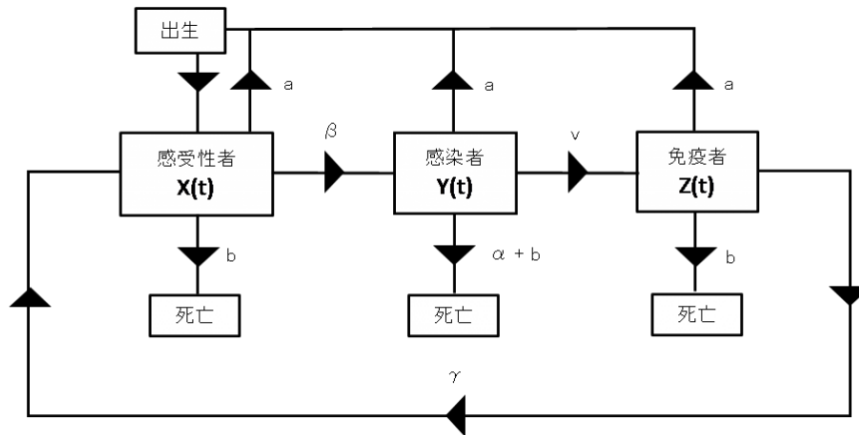 出生
a
a
a
感受性者
X(t)
β
感染者
Y(t)
v
免疫者
Z(t)
b
α + b
b
死亡
死亡
死亡
γ